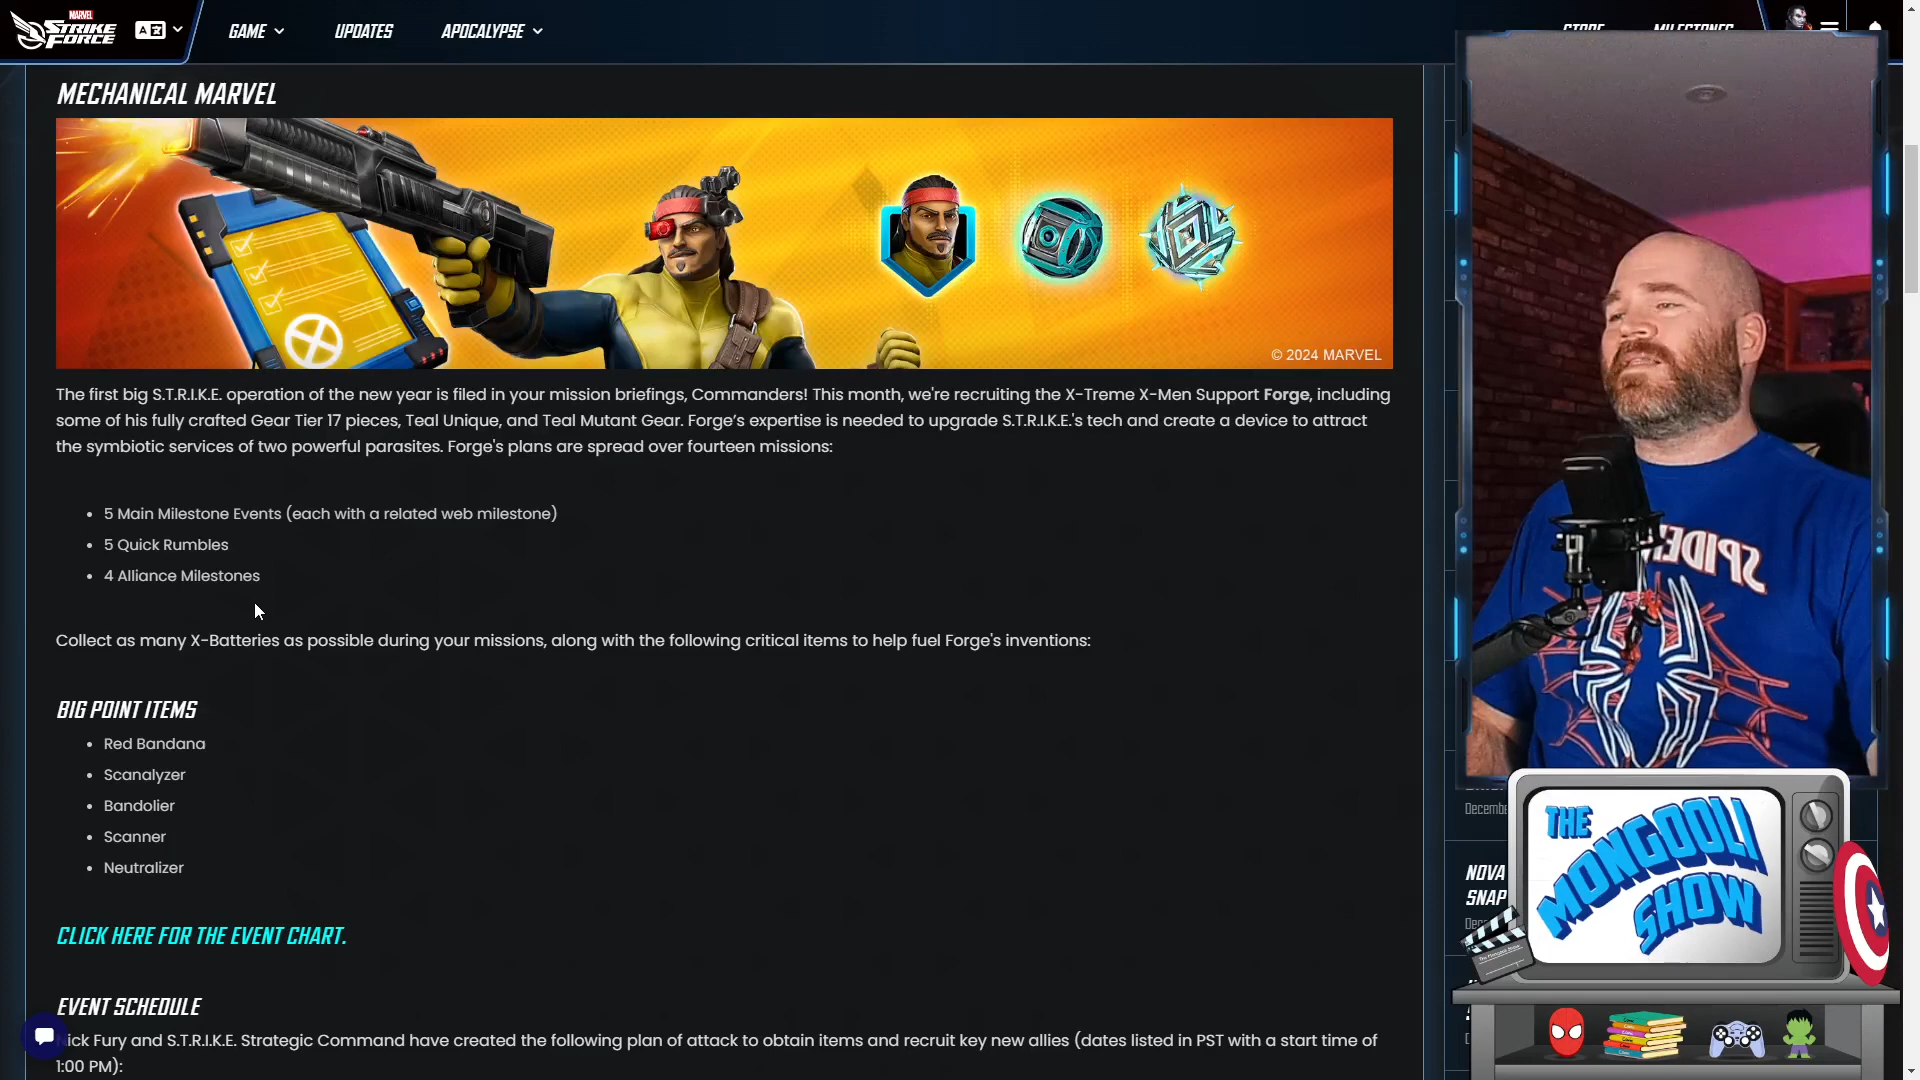 MARVEL
STRIKE
FORCE
GAME
UPDATES
APOCALYPSE
STORE
MILESTONES
MECHANICAL MARVEL
© 2024 MARVEL
The first big S.T.R.I.K.E. operation of the new year is filed in your mission briefings, Commanders! This month, we're recruiting the X-Treme X-Men Support Forge, including
some of his fully crafted Gear Tier 17 pieces, Teal Unique, and Teal Mutant Gear. Forge’s expertise is needed to upgrade S.T.R.I.K.E.'s tech and create a device to attract
the symbiotic services of two powerful parasites. Forge's plans are spread over fourteen missions:
• 5 Main Milestone Events (each with a related web milestone)
• 5 Quick Rumbles
• 4 Alliance Milestones
Collect as many X-Batteries as possible during your missions, along with the following critical items to help fuel Forge's inventions:
BIG POINT ITEMS
• Red Bandana
• Scanalyzer
• Bandolier
• Scanner
• Neutralizer
CLICK HERE FOR THE EVENT CHART.
EVENT SCHEDULE
Nick Fury and S.T.R.I.K.E. Strategic Command have created the following plan of attack to obtain items and recruit key new allies (dates listed in PST with a start time of
1:00 PM):
SPIDER
Decembe
NOVA
SNAP
Dec
THE
MONGOOLI
SHOW